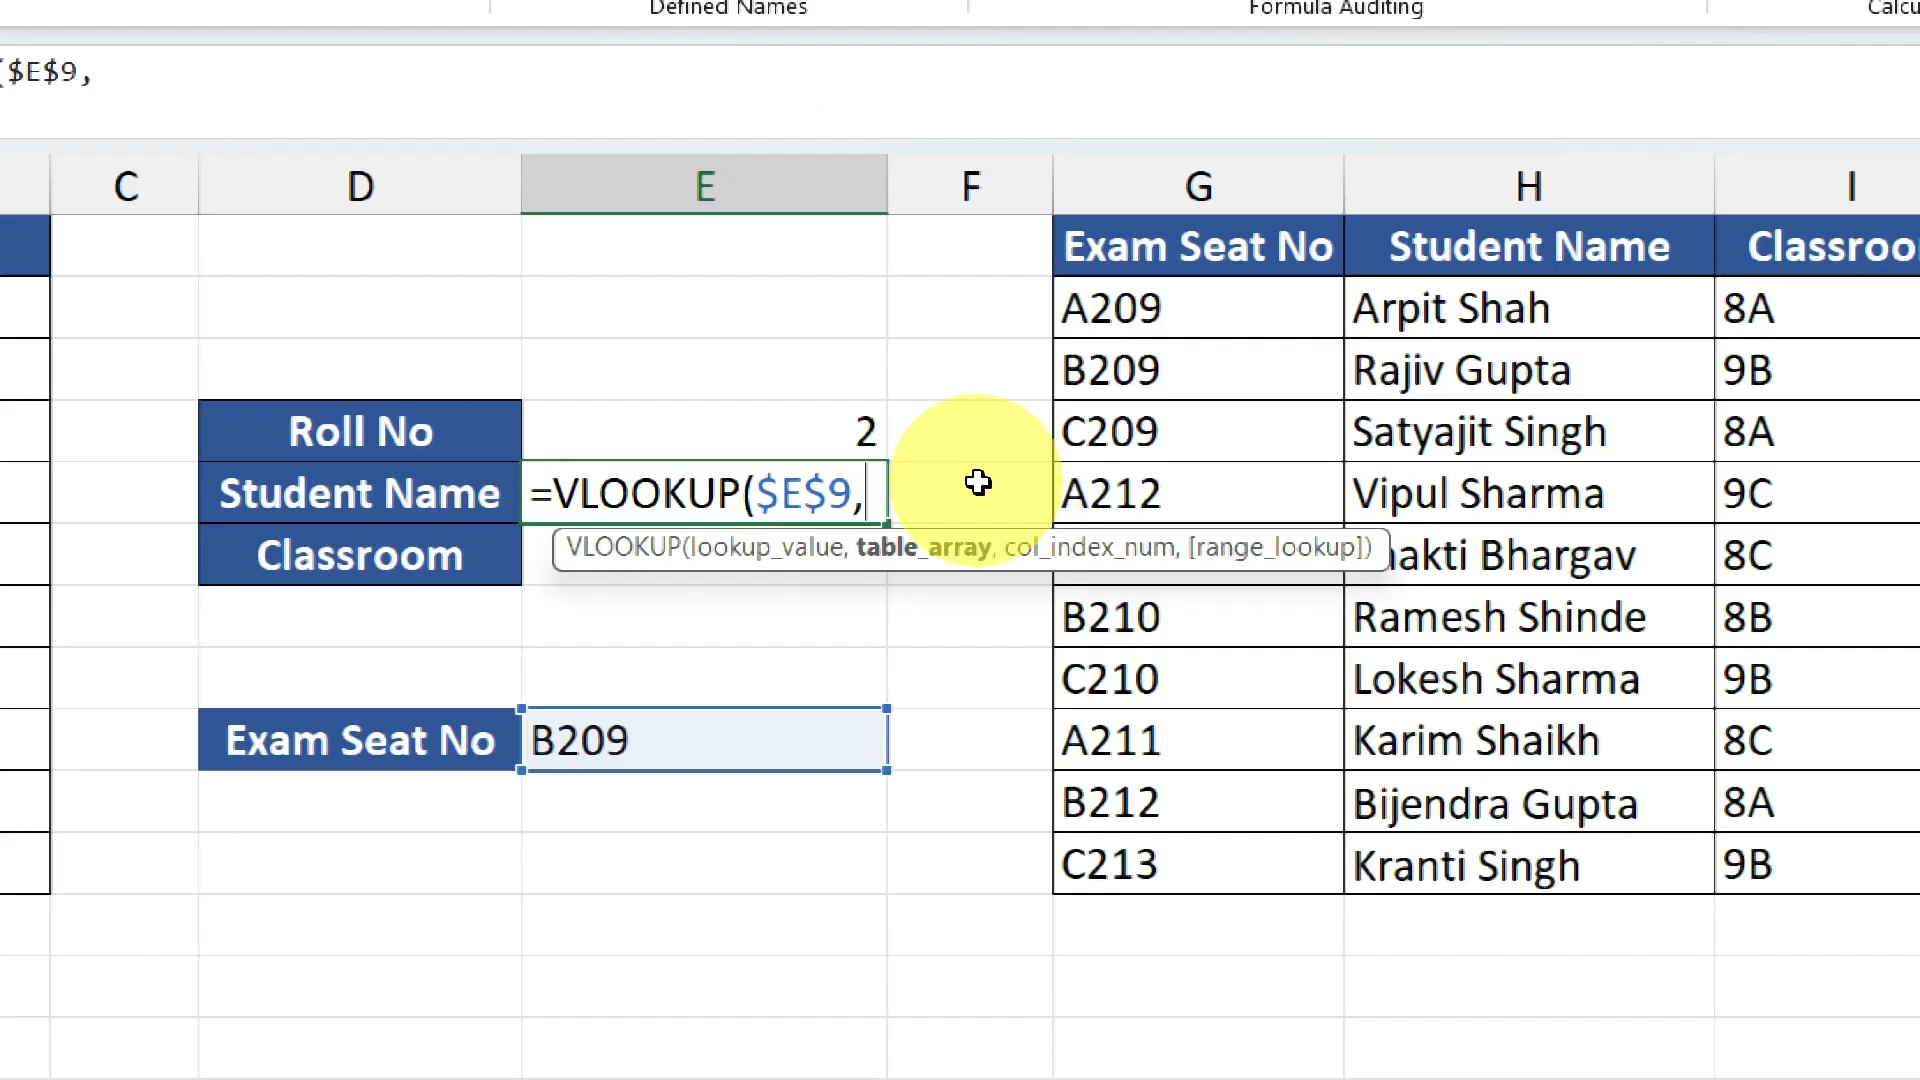 Defined Names Formula Auditing
($E$9,
C D E F G H I
Exam Seat No Student Name
A209 Arpit Shah 8A
B209 Rajiv Gupta 9B
Roll No 2 C209 Satyajit Singh 8A
Student Name =VLOOKUP($E$9, A212 Vipul Sharma 9C
VLOOKUP(lookup_value, table_array, col_index_num, [range_lookup])
Classroom Bhargav 8C
B210 Ramesh Shinde 8B
C210 Lokesh Sharma 9B
Exam Seat No B209 A211 Karim Shaikh 8C
B212 Bijendra Gupta 8A
C213 Kranti Singh 9B